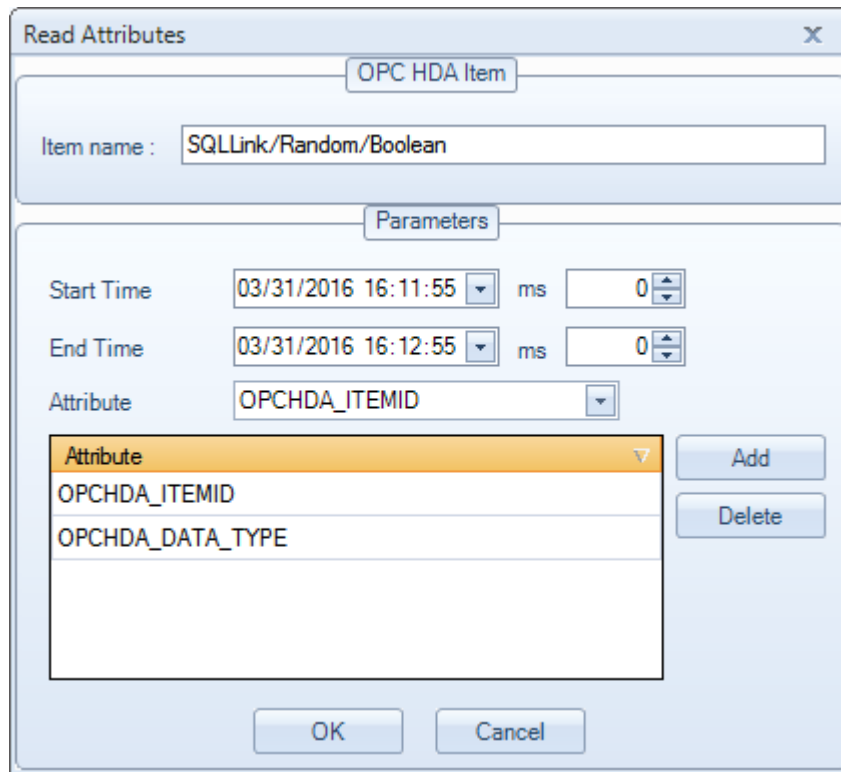 Read Attributes
OPC HDA Item
Item name : SQLLink/Random/Boolean
Parameters
Start Time 03/31/2016 16:11:55 ms 0
End Time 03/31/2016 16:12:55 ms 0
Attribute OPCHDA_ITEMID
Attribute Add
OPCHDA_ITEMID
Delete
OPCHDA_DATA_TYPE
OK Cancel